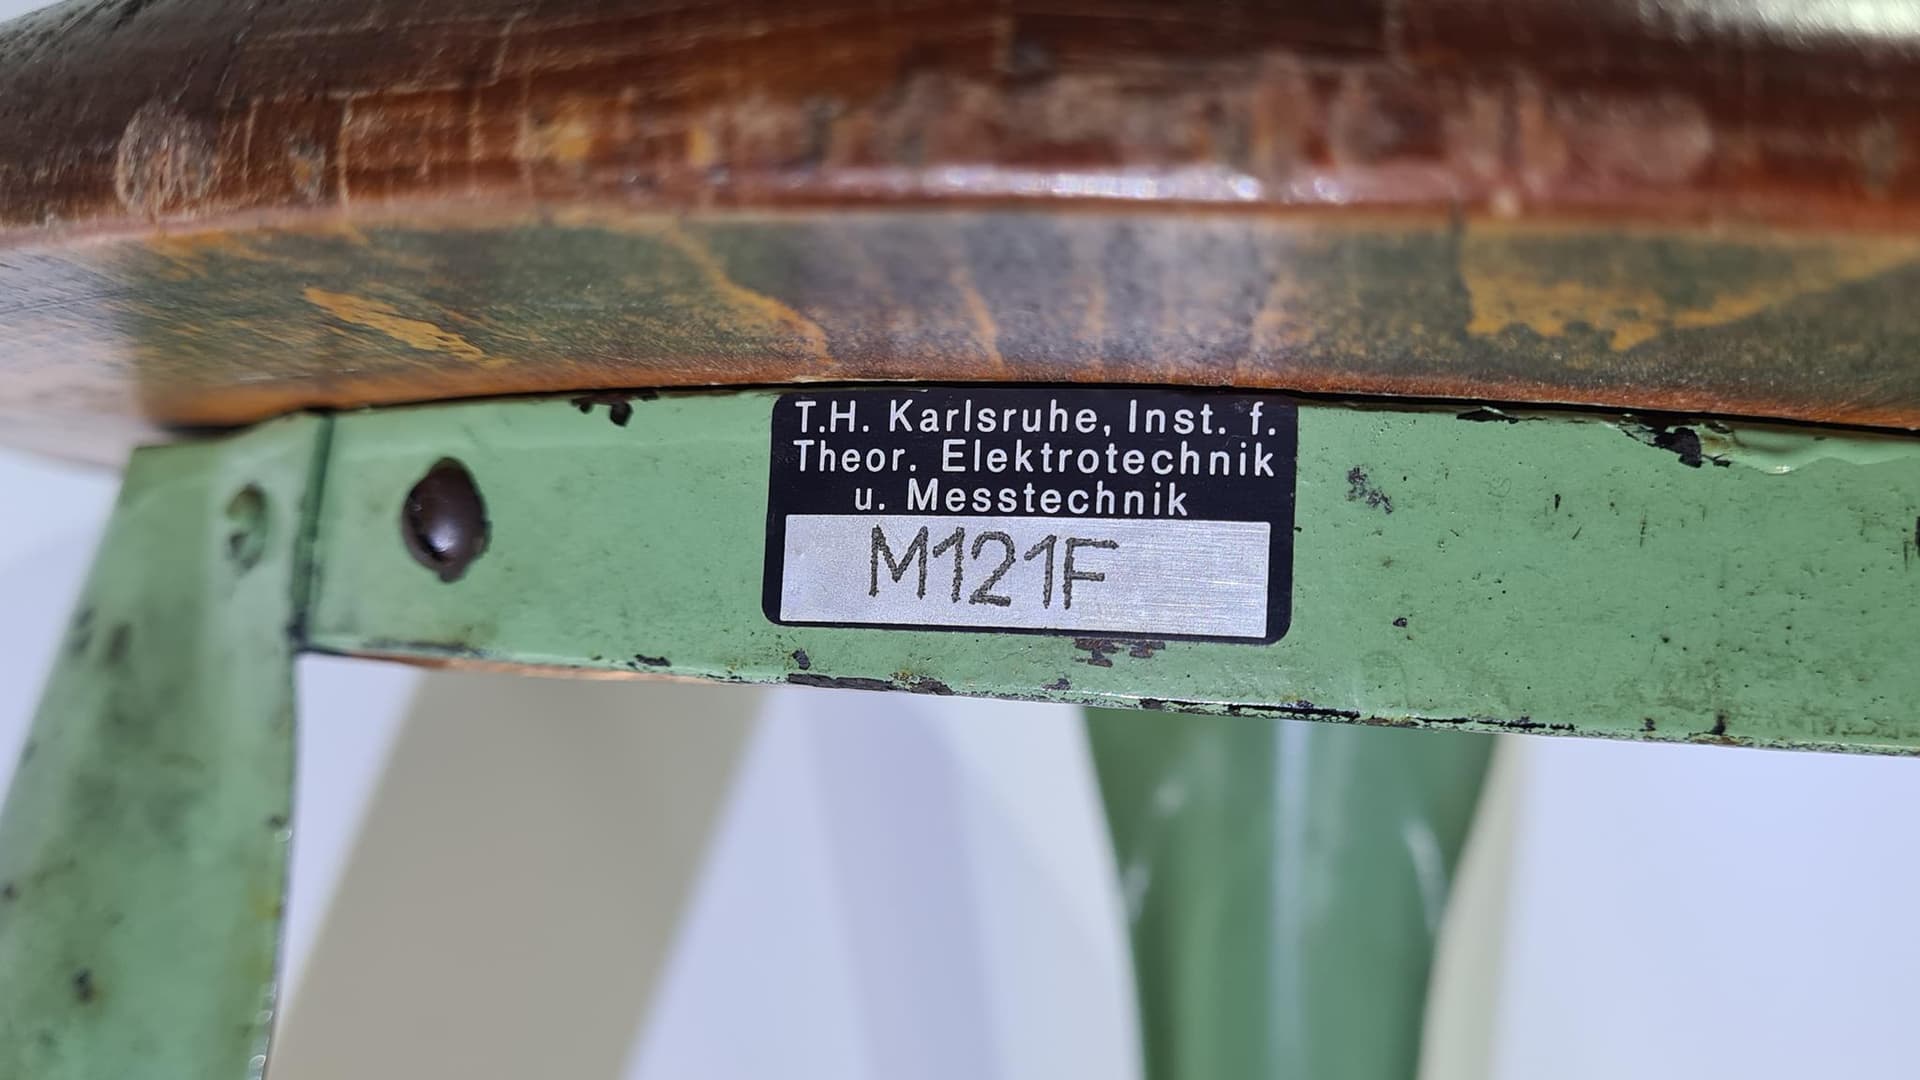 T.H. Karlsruhe, Inst. f.
Theor. Elektrotechnik
u. Messtechnik
M121F